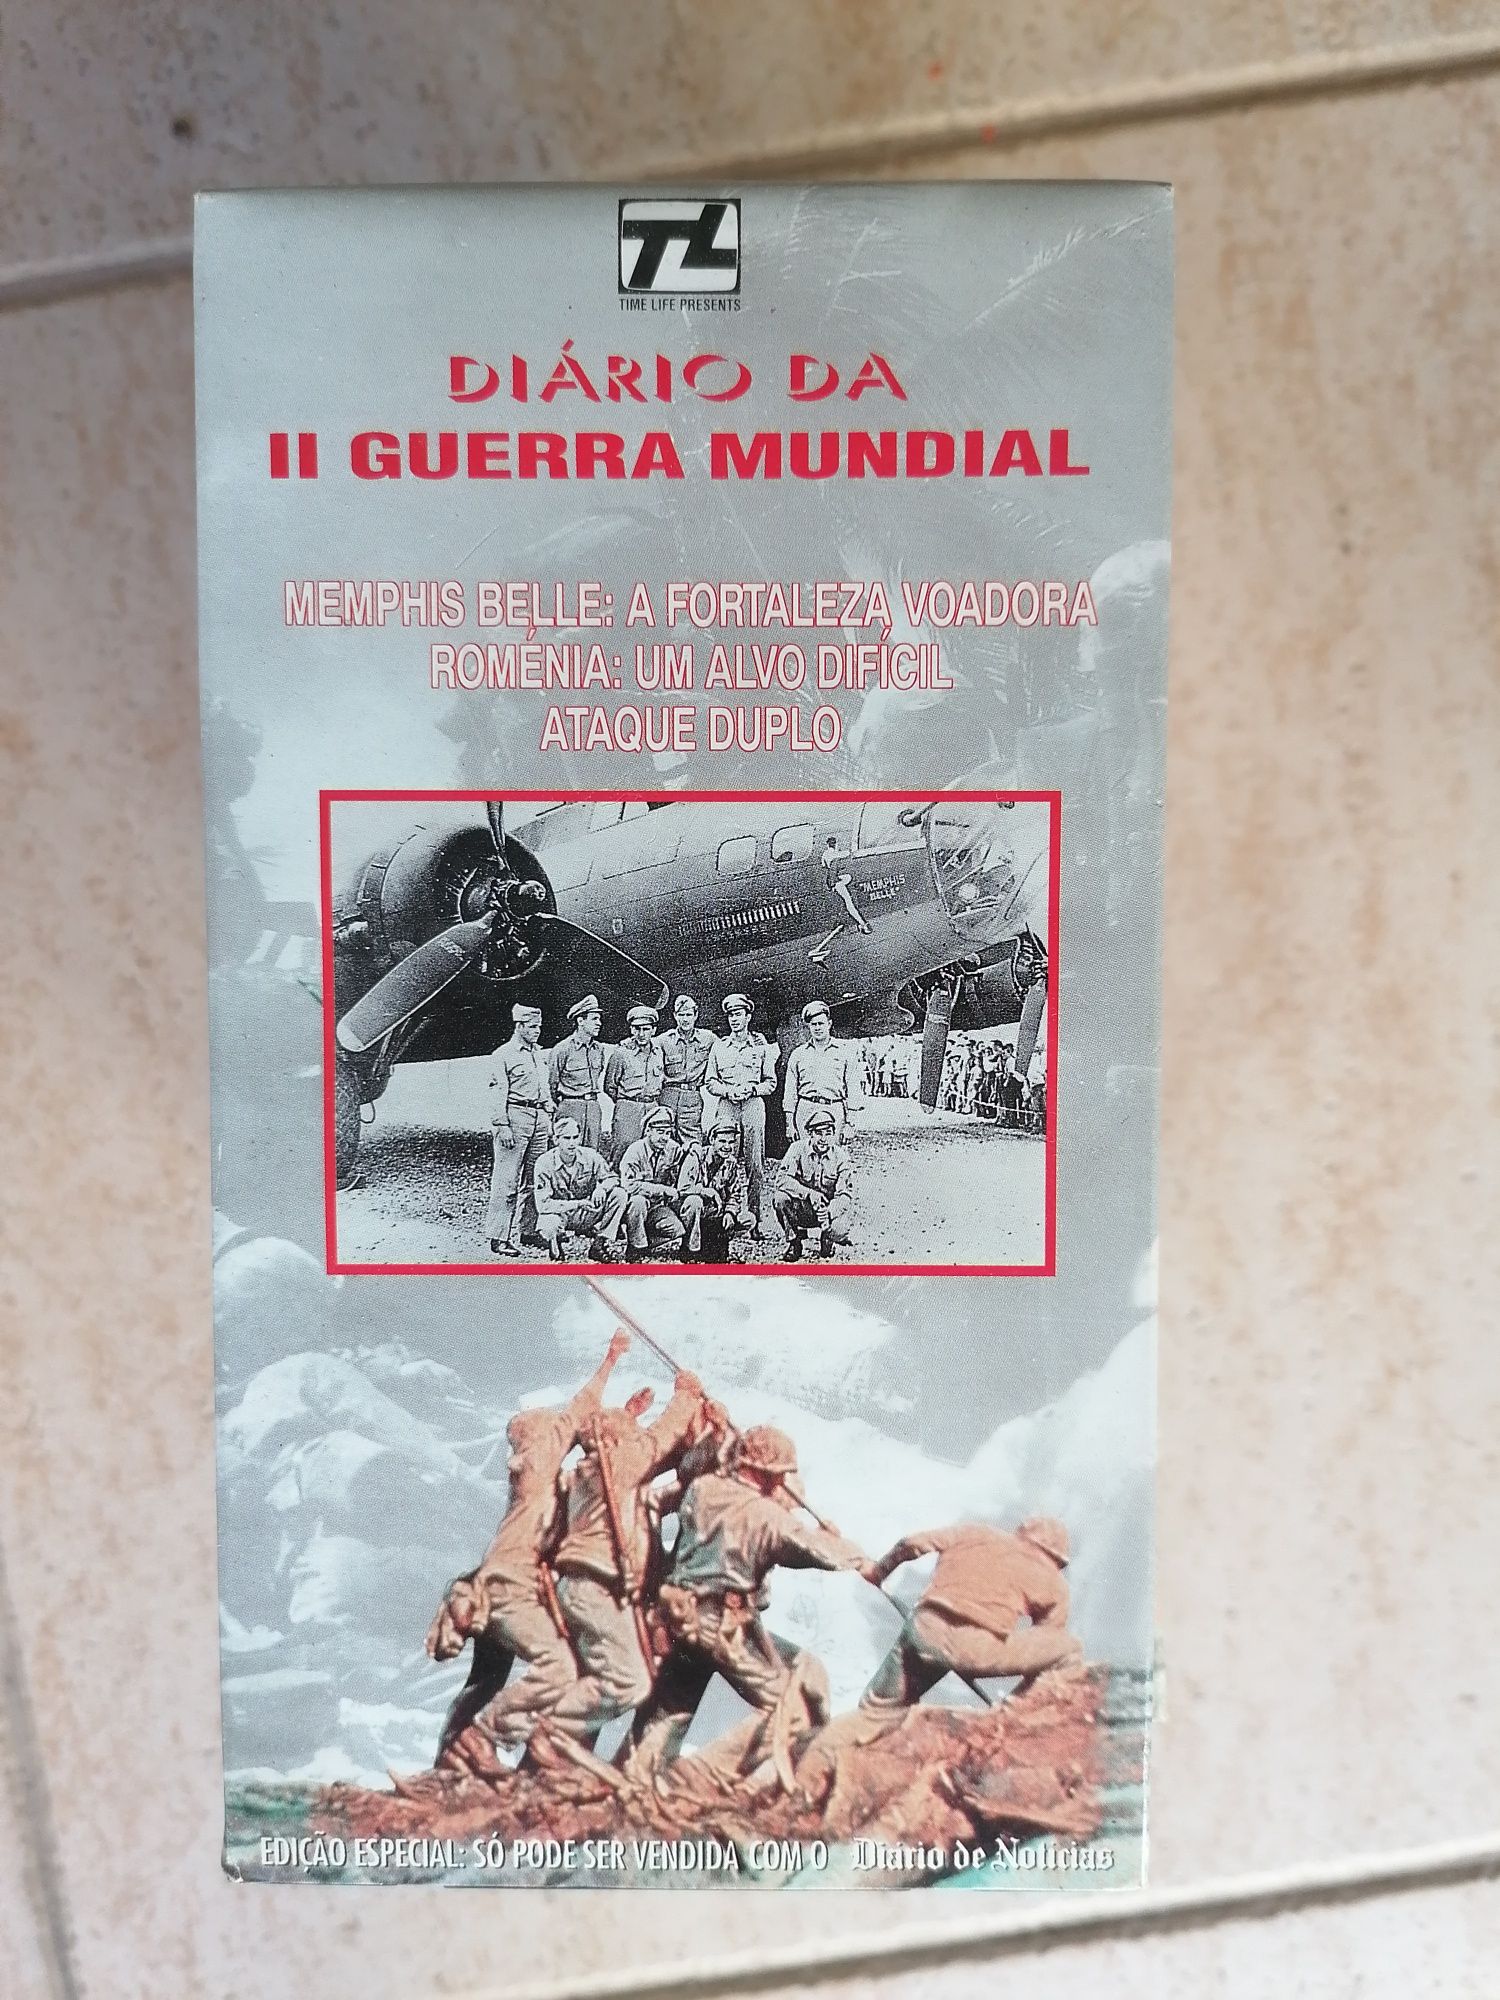 TL
TIME LIFE PRESENTS
DIÁRIO DA
II GUERRA MUNDIAL
MEMPHIS BELLE: A FORTALEZA VOADORA
ROMÉNIA: UM ALVO DIFÍCIL
ATAQUE DUPLO
"MEMPHIS
BELLE"
EDIÇÃO ESPECIAL: SÓ PODE SER VENDIDA COM O Diário de Notícias